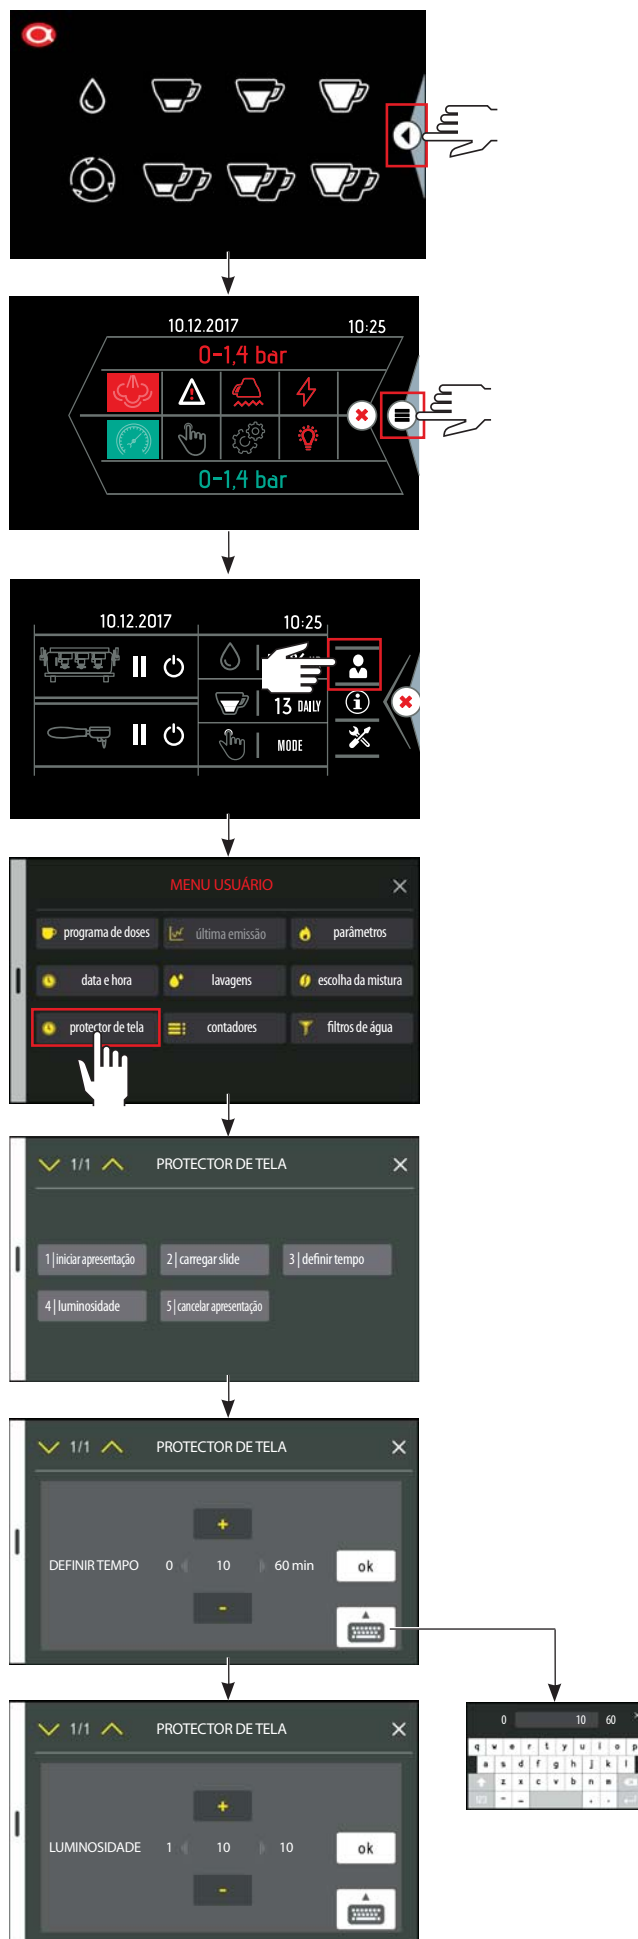 10.12.2017 10:25
0-1,4 bar
0-1,4 bar
10.12.2017 10:25
13 DAILY
MODE
MENU USUÁRIO
programa de doses última emissão parâmetros
data e hora lavagens escolha da mistura
protector de tela contadores filtros de água
1/1 PROTECTOR DE TELA
1 | iniciar apresentação 2 | carregar slide 3 | definir tempo
4 | luminosidade 5 | cancelar apresentação
1/1 PROTECTOR DE TELA
+
DEFINIR TEMPO 0 10 60 min ok
-
1/1 PROTECTOR DE TELA
+
LUMINOSIDADE 1 10 10 ok
-
0 10 60
q w e r t y u i o p
a s d f g h j k l
z x c v b n m